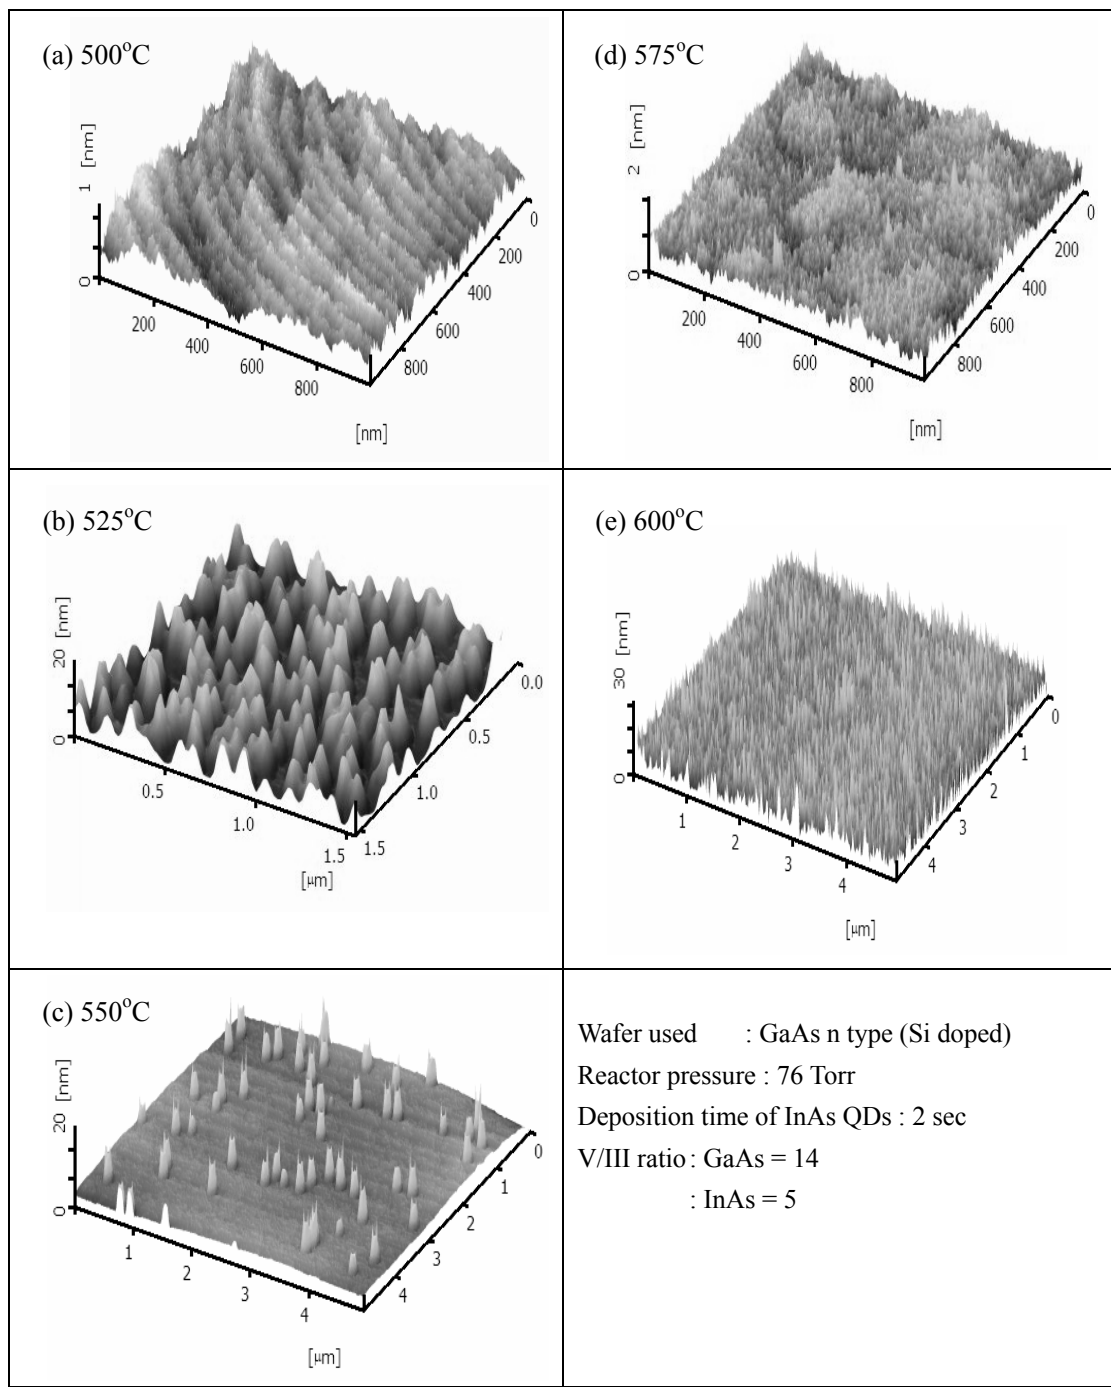 (a) 500°C
1 [nm]
0
200
400
600
800
0
200
400
600
800
[nm]
(d) 575°C
2 [nm]
0
200
400
600
800
0
200
400
600
800
[nm]
(b) 525°C
20 [nm]
0
0.5
1.0
1.5
0.0
0.5
1.0
1.5
[μm]
(e) 600°C
30 [nm]
0
1
2
3
4
0
1
2
3
4
[μm]
(c) 550°C
20 [nm]
0
1
2
3
4
0
1
2
3
4
[μm]
Wafer used : GaAs n type (Si doped)
Reactor pressure : 76 Torr
Deposition time of InAs QDs : 2 sec
V/III ratio : GaAs = 14
: InAs = 5